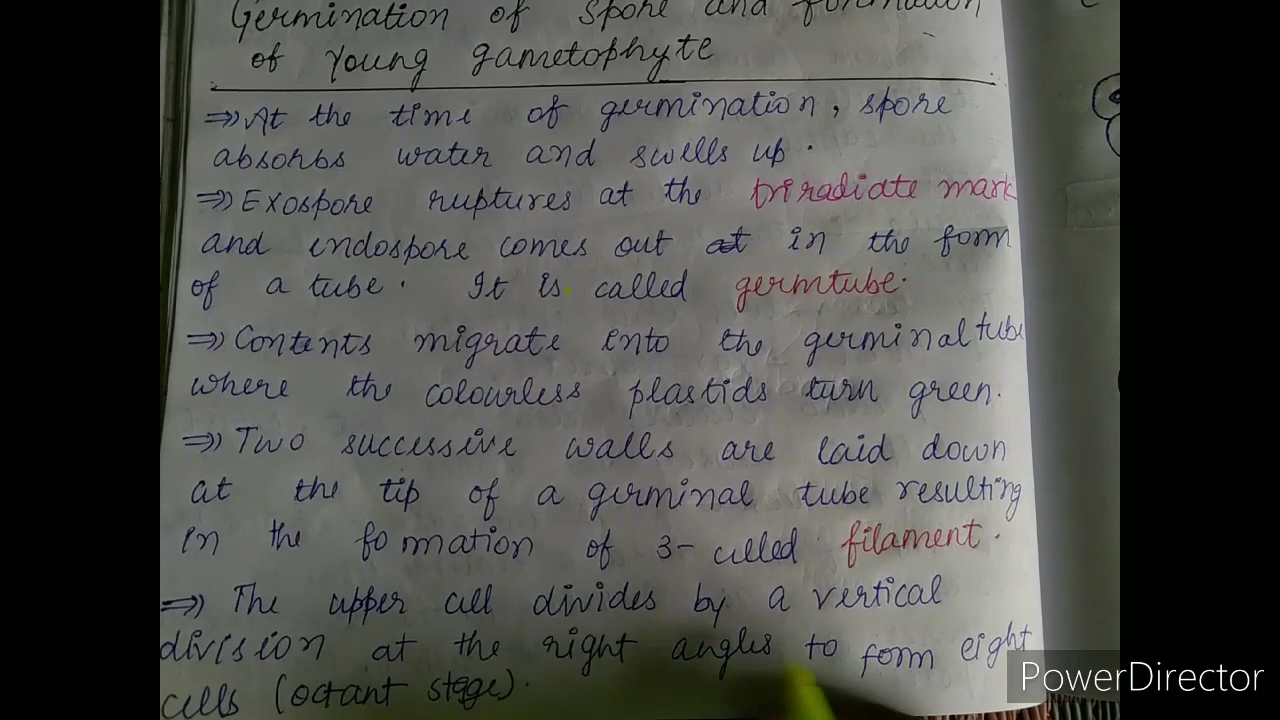 Germination of spore and formation
of Young gametophyte
⇒) At the time of germination, spore
absorbs water and swells up.
⇒) Exospore ruptures at the triradiate mark
and endospore comes out at in the form
of a tube. It is called germtube.
⇒) Contents migrate into the germinal tube
where the colourless plastids turn green.
⇒) Two successive walls are laid down
at the tip of a germinal tube resulting
in the fomation of 3-celled filament.
⇒) The upper cell divides by a vertical
division at the right angles to form eight
cells (octant stage).
PowerDirector